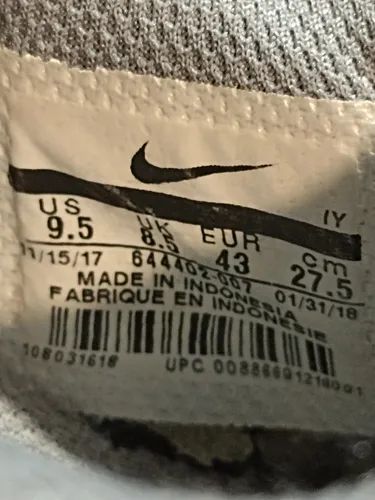 US UK EUR cm IY
9.5 8.5 43 27.5
11/15/17 644402-007 01/31/18
MADE IN INDONESIA
FABRIQUE EN INDONESIE
108031618 UPC